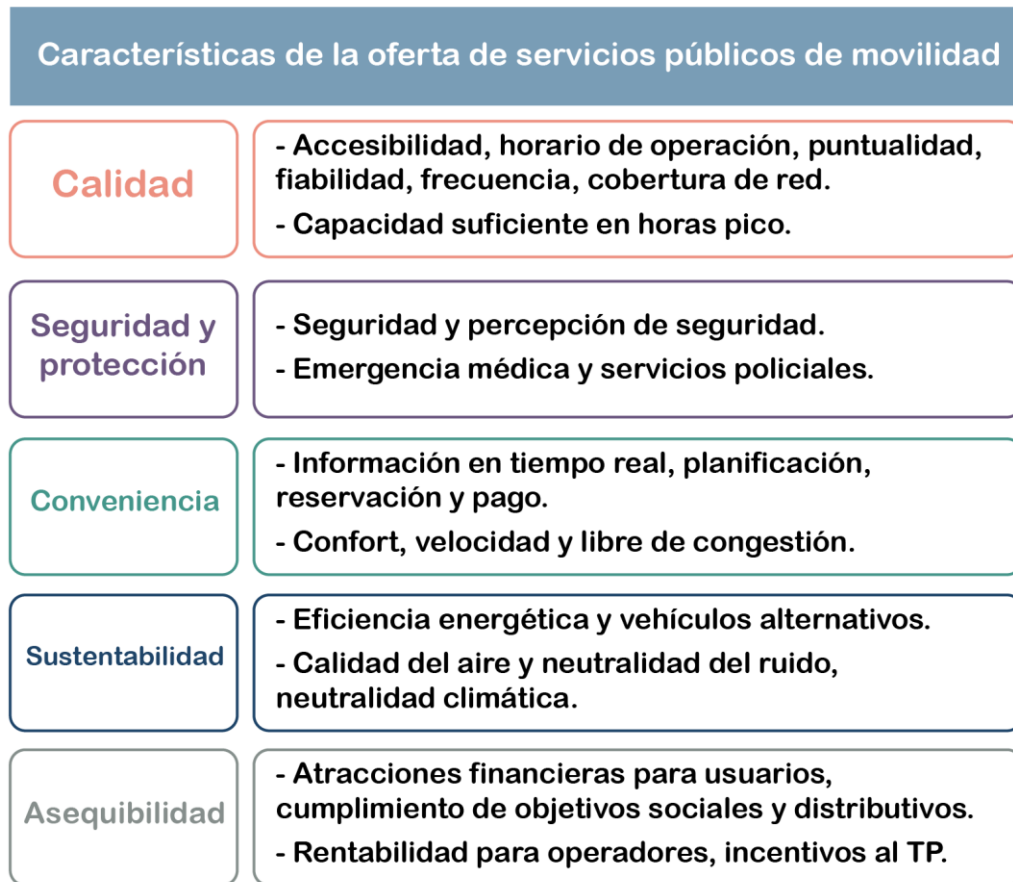 Características de la oferta de servicios públicos de movilidad
Calidad
- Accesibilidad, horario de operación, puntualidad,
fiabilidad, frecuencia, cobertura de red.
- Capacidad suficiente en horas pico.
Seguridad y
protección
- Seguridad y percepción de seguridad.
- Emergencia médica y servicios policiales.
Conveniencia
- Información en tiempo real, planificación,
reservación y pago.
- Confort, velocidad y libre de congestión.
Sustentabilidad
- Eficiencia energética y vehículos alternativos.
- Calidad del aire y neutralidad del ruido,
neutralidad climática.
Asequibilidad
- Atracciones financieras para usuarios,
cumplimiento de objetivos sociales y distributivos.
- Rentabilidad para operadores, incentivos al TP.